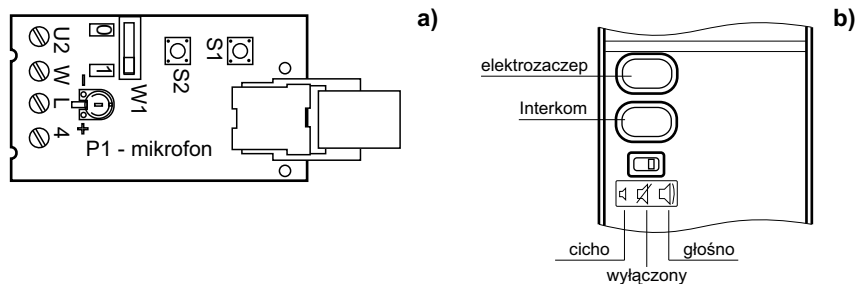 a)
U2
W
L
4
0
1
W1
S2
S1
-
+
P1 - mikrofon
b)
elektrozaczep
Interkom
cicho
głośno
wyłączony